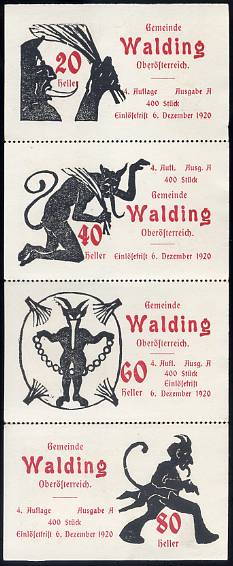 Gemeinde
Walding
Oberösterreich.
20
Heller
4. Auflage Ausgabe A
400 Stück
Einlösefrist 6. Dezember 1920
4. Aufl. Ausg. A
400 Stück
Gemeinde
Walding
Oberösterreich.
40
Heller
Einlösefrist 6. Dezember 1920
Gemeinde
Walding
Oberösterreich.
4. Aufl. Ausg. A
400 Stück
Einlösefrist
60
Heller
6. Dezember 1920
Gemeinde
Walding
Oberösterreich.
4. Auflage Ausgabe A
400 Stück
Einlösefrist 6. Dezember 1920
80
Heller